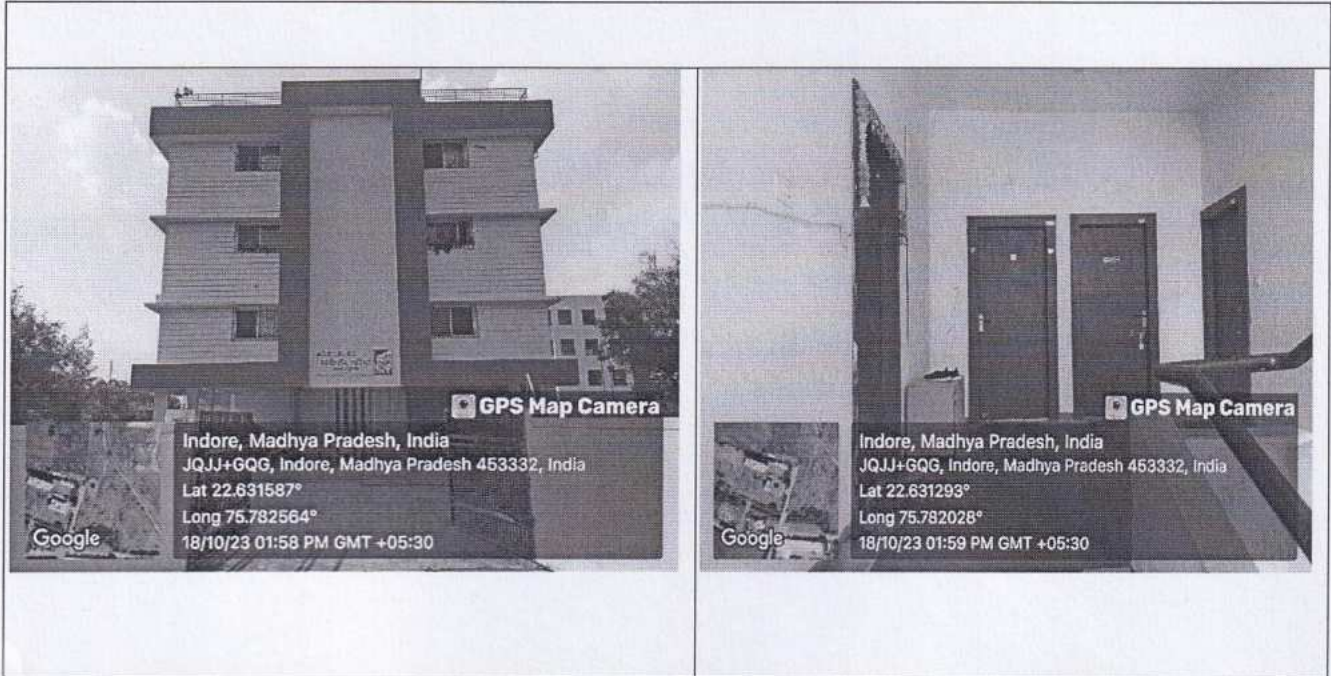 GPS Map Camera
Indore, Madhya Pradesh, India
JQJJ+GQG, Indore, Madhya Pradesh 453332, India
Lat 22.631587°
Long 75.782564°
18/10/23 01:58 PM GMT +05:30
Google
GPS Map Camera
Indore, Madhya Pradesh, India
JQJJ+GQG, Indore, Madhya Pradesh 453332, India
Lat 22.631293°
Long 75.782028°
18/10/23 01:59 PM GMT +05:30
Google